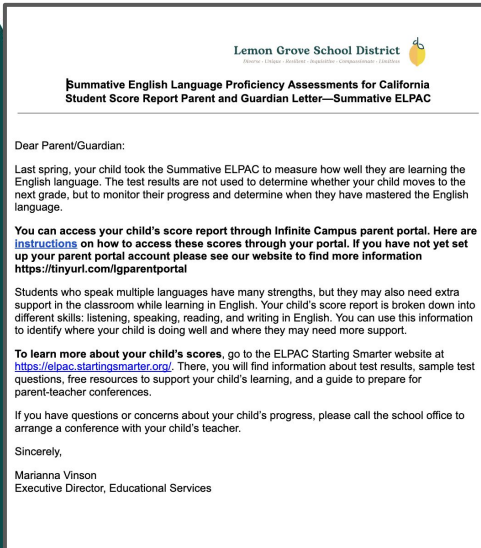 Lemon Grove School District
Diverse - Unique - Resilient - Inquisitive - Compassionate - Limitless
Summative English Language Proficiency Assessments for California
Student Score Report Parent and Guardian Letter—Summative ELPAC
Dear Parent/Guardian:
Last spring, your child took the Summative ELPAC to measure how well they are learning the
English language. The test results are not used to determine whether your child moves to the
next grade, but to monitor their progress and determine when they have mastered the English
language.
You can access your child's score report through Infinite Campus parent portal. Here are
instructions on how to access these scores through your portal. If you have not yet set
up your parent portal account please see our website to find more information
https://tinyurl.com/lgparentportal
Students who speak multiple languages have many strengths, but they may also need extra
support in the classroom while learning in English. Your child's score report is broken down into
different skills: listening, speaking, reading, and writing in English. You can use this information
to identify where your child is doing well and where they may need more support.
To learn more about your child's scores, go to the ELPAC Starting Smarter website at
https://elpac.startingsmarter.org/. There, you will find information about test results, sample test
questions, free resources to support your child's learning, and a guide to prepare for
parent-teacher conferences.
If you have questions or concerns about your child's progress, please call the school office to
arrange a conference with your child's teacher.
Sincerely,
Marianna Vinson
Executive Director, Educational Services